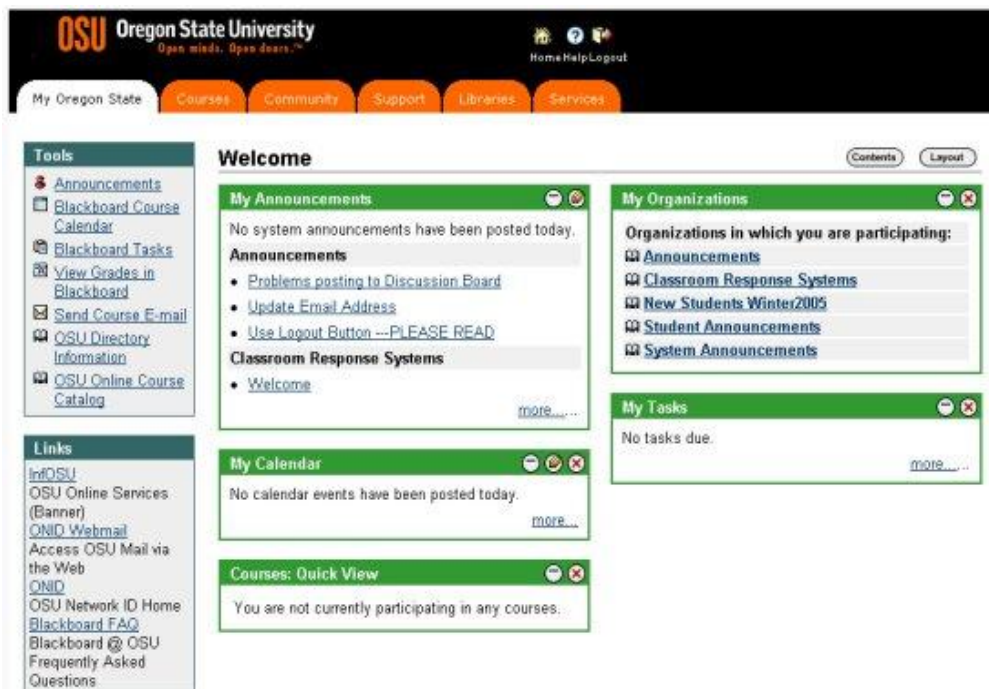 OSU Oregon State University
Open minds. Open doors.™
Home Help Logout
My Oregon State Courses Community Support Libraries Services
Tools
Announcements
Blackboard Course
Calendar
Blackboard Tasks
View Grades in
Blackboard
Send Course E-mail
OSU Directory
Information
OSU Online Course
Catalog
Links
InfOSU
OSU Online Services
(Banner)
ONID Webmail
Access OSU Mail via
the Web
ONID
OSU Network ID Home
Blackboard FAQ
Blackboard @ OSU
Frequently Asked
Questions
Welcome
Contents Layout
My Announcements
No system announcements have been posted today.
Announcements
• Problems posting to Discussion Board
• Update Email Address
• Use Logout Button ---PLEASE READ
Classroom Response Systems
• Welcome
more......
My Calendar
No calendar events have been posted today.
more...
Courses: Quick View
You are not currently participating in any courses.
My Organizations
Organizations in which you are participating:
Announcements
Classroom Response Systems
New Students Winter2005
Student Announcements
System Announcements
My Tasks
No tasks due.
more......